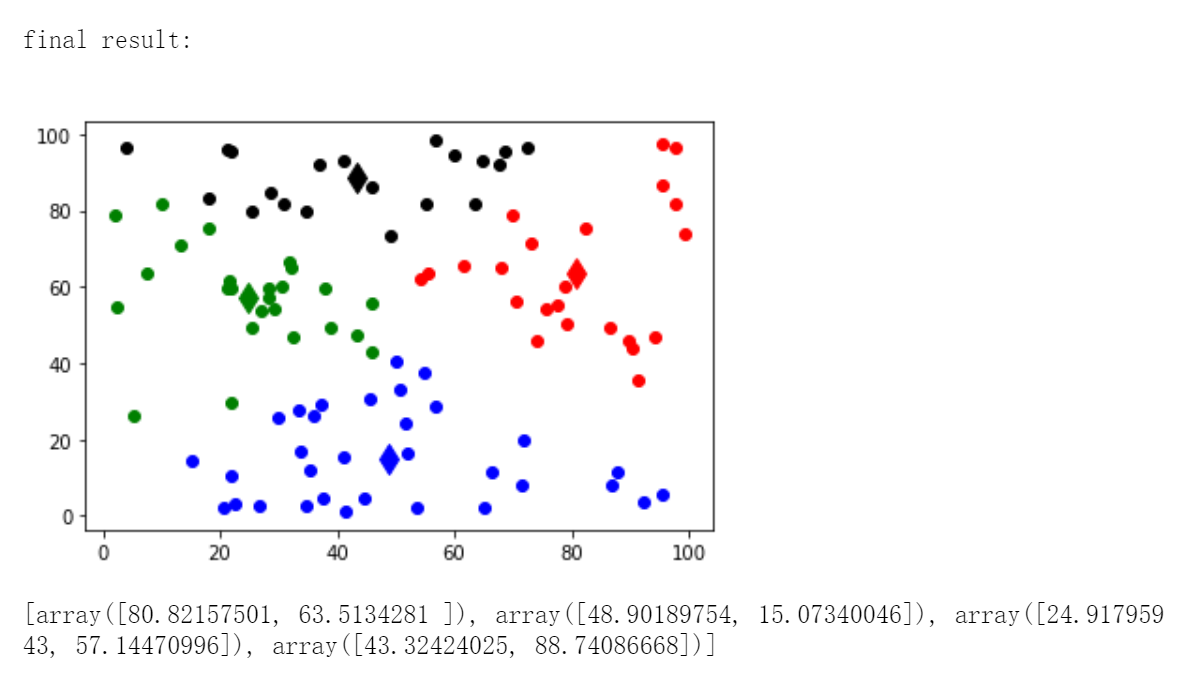 final result:
100
80
60
40
20
0
0 20 40 60 80 100
[array([80.82157501, 63.5134281 ]), array([48.90189754, 15.07340046]), array([24.917959
43, 57.14470996]), array([43.32424025, 88.74086668])]